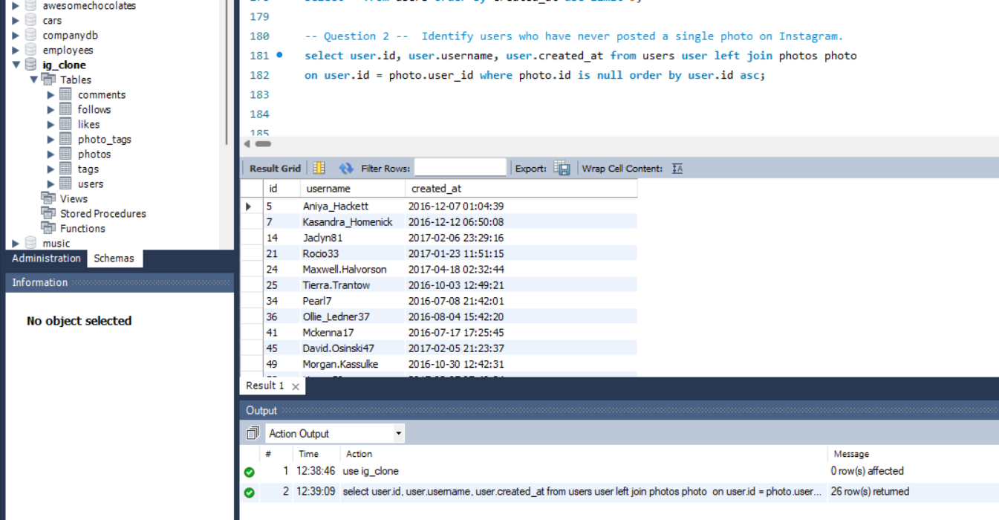 awesomechocolates
cars
companydb
employees
ig_clone
Tables
comments
follows
likes
photo_tags
photos
tags
users
Views
Stored Procedures
Functions
music
Administration Schemas
Information
No object selected
179
180 -- Question 2 -- Identify users who have never posted a single photo on Instagram.
181 select user.id, user.username, user.created_at from users user left join photos photo
182 on user.id = photo.user_id where photo.id is null order by user.id asc;
183
184
185
Result Grid Filter Rows: Export: Wrap Cell Content:
id username created_at
5 Aniya_Hackett 2016-12-07 01:04:39
7 Kasandra_Homenick 2016-12-12 06:50:08
14 Jaclyn81 2017-02-06 23:29:16
21 Rocio33 2017-01-23 11:51:15
24 Maxwell.Halvorson 2017-04-18 02:32:44
25 Tierra.Trantow 2016-10-03 12:49:21
34 Pearl7 2016-07-08 21:42:01
36 Ollie_Ledner37 2016-08-04 15:42:20
41 Mckenna17 2016-07-17 17:25:45
45 David.Osinski47 2017-02-05 21:23:37
49 Morgan.Kassulke 2016-10-30 12:42:31
Result 1
Output
Action Output
# Time Action Message
1 12:38:46 use ig_clone 0 row(s) affected
2 12:39:09 select user.id, user.username, user.created_at from users user left join photos photo on user.id = photo.user... 26 row(s) returned